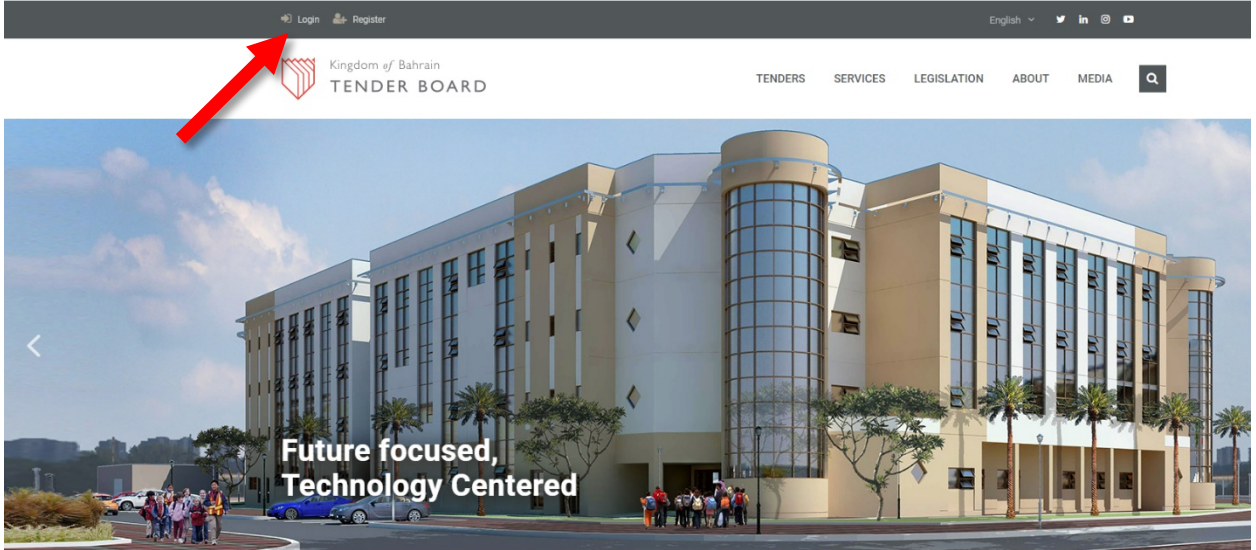 Login Register English
Kingdom of Bahrain
TENDER BOARD
TENDERS SERVICES LEGISLATION ABOUT MEDIA
Future focused,
Technology Centered